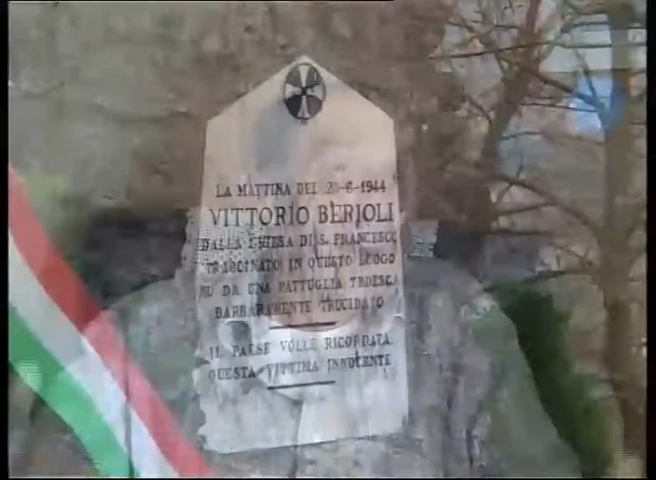 LA MATTINA DEL 20-6-1944
VITTORIO BERIOLI
DALLA CHIESA DI S. FRANCESCO
TRASCINATO IN QUESTO LUOGO
FU DA UNA PATTUGLIA TEDESCA
BARBARAMENTE TRUCIDATO
IL PAESE VOLLE RICORDATA
QUESTA VITTIMA INNOCENTE